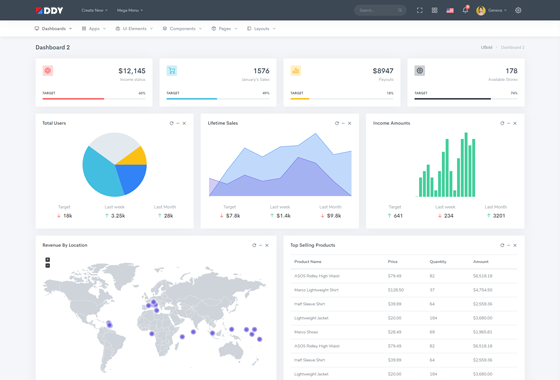 UDDY Create New Mega Menu Search... Geneva
Dashboards Apps UI Elements Components Pages Layouts
Dashboard 2
UBold Dashboard 2
$12,145
Income status
TARGET 60%
1576
January's Sales
TARGET 49%
$8947
Payouts
TARGET 18%
178
Available Stores
TARGET 74%
Total Users
Target Last week Last Month
18k 3.25k 28k
Lifetime Sales
Target Last week Last Month
$7.8k $1.4k $9.8k
Income Amounts
Target Last week Last Month
641 234 3201
Revenue By Location
Top Selling Products
Product Name Price Quantity Amount
ASOS Ridley High Waist $79.49 82 $6,518.18
Marco Lightweight Shirt $128.50 37 $4,754.50
Half Sleeve Shirt $39.99 64 $2,559.36
Lightweight Jacket $20.00 184 $3,680.00
Marco Shoes $28.49 69 $1,965.81
ASOS Ridley High Waist $79.49 82 $6,518.18
Half Sleeve Shirt $39.99 64 $2,559.36
Lightweight Jacket $20.00 184 $3,680.00